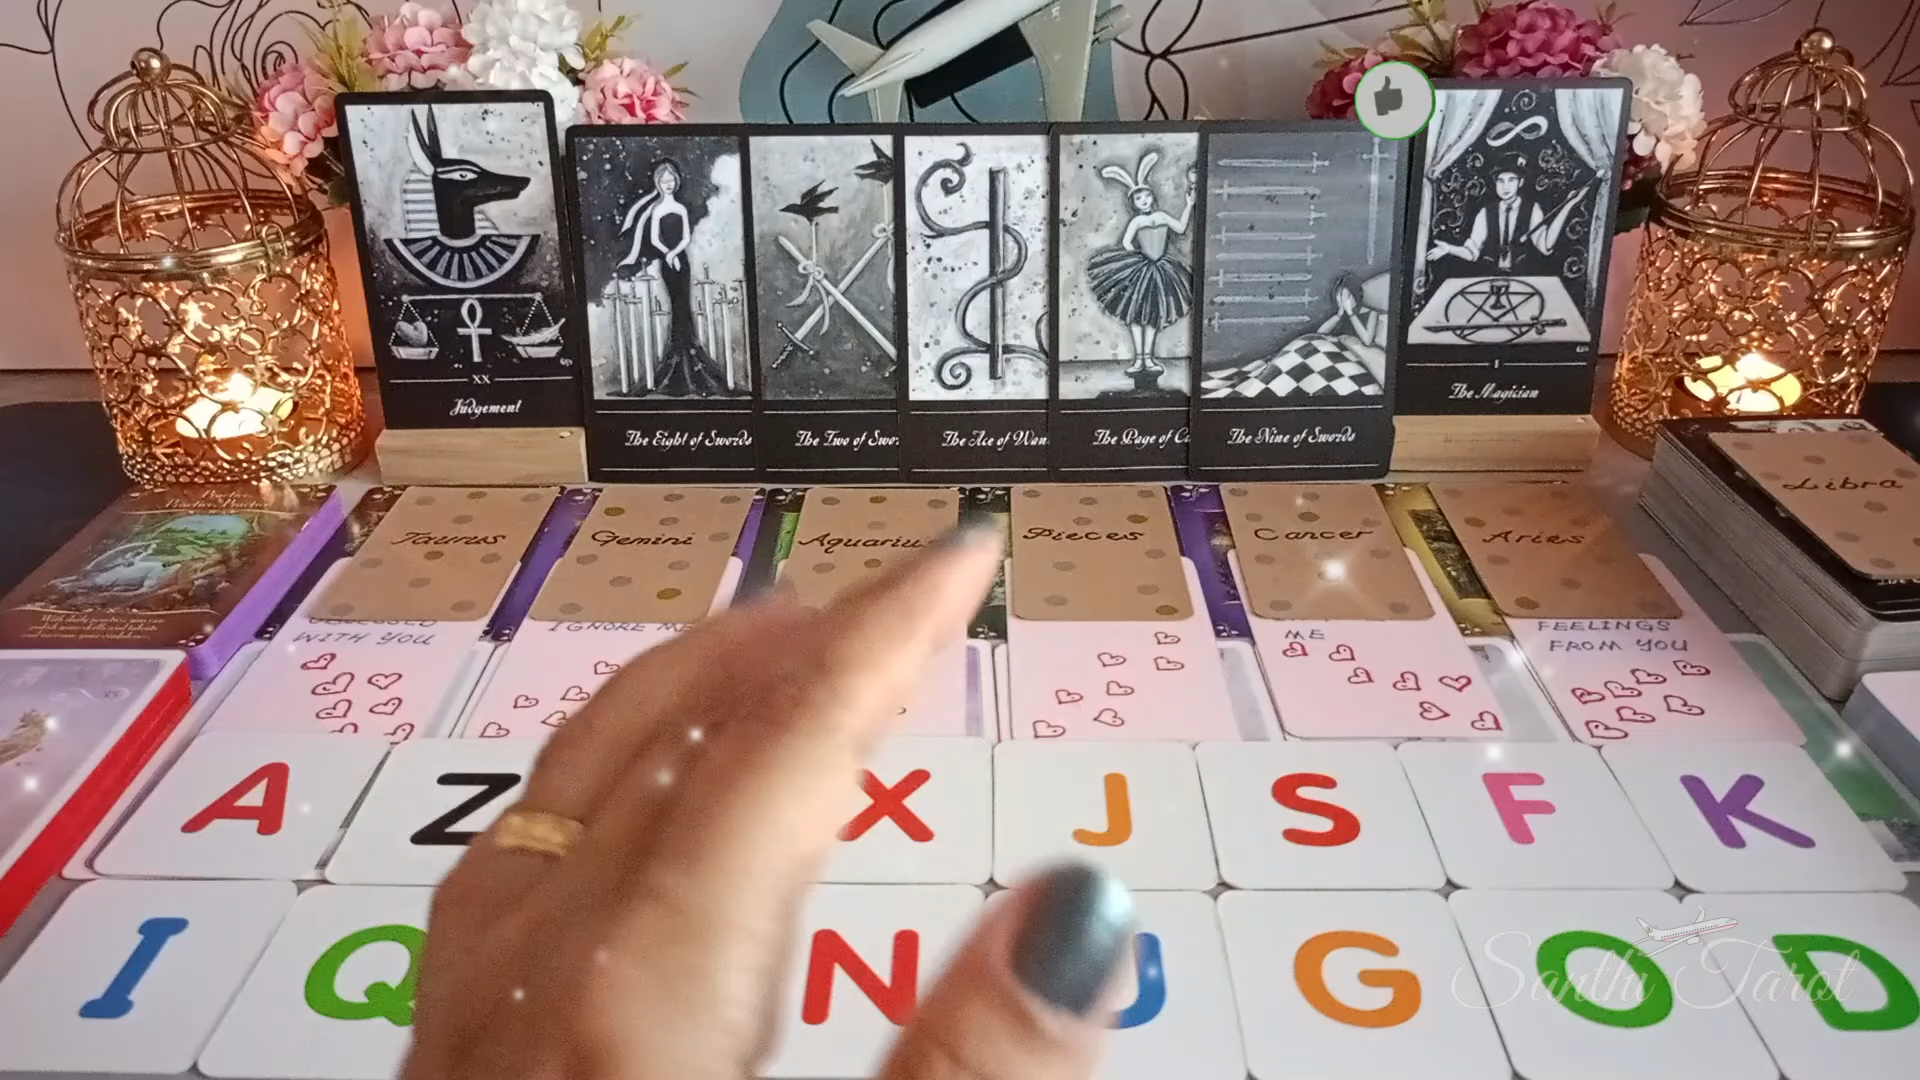 XX
Judgement
The Eight of Swords
The Two of Swo
The Ace of Wan
The Page of C
The Nine of Swords
I
The Magician
Libra
Taurus
Gemini
Aquariu
Pieces
Cancer
Aries
WITH YOU
IGNORE ME
ME
FEELINGS
FROM YOU
A
Z
X
J
S
F
K
I
Q
N
G
O
D
Santhi Tarot